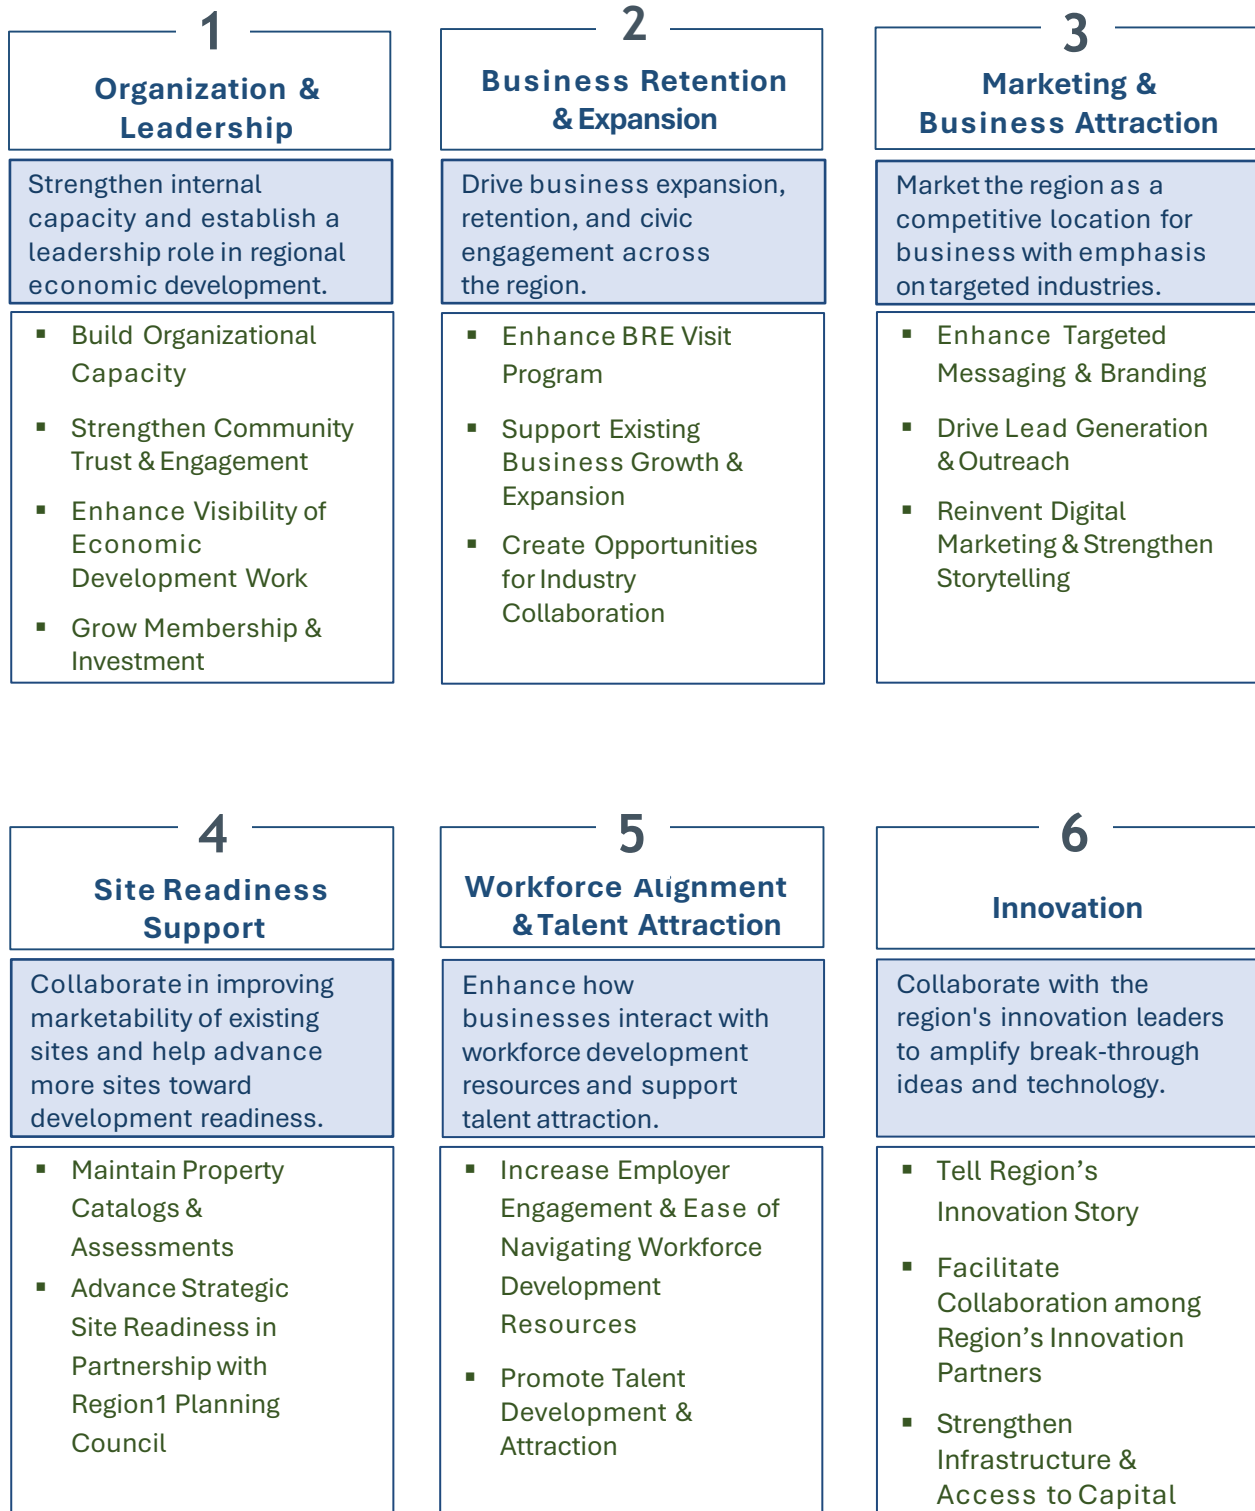 1
Organization &
Leadership
Strengthen internal
capacity and establish a
leadership role in regional
economic development.
▪ Build Organizational
Capacity
▪ Strengthen Community
Trust & Engagement
▪ Enhance Visibility of
Economic
Development Work
▪ Grow Membership &
Investment
2
Business Retention
& Expansion
Drive business expansion,
retention, and civic
engagement across
the region.
▪ Enhance BRE Visit
Program
▪ Support Existing
Business Growth &
Expansion
▪ Create Opportunities
for Industry
Collaboration
3
Marketing &
Business Attraction
Market the region as a
competitive location for
business with emphasis
on targeted industries.
▪ Enhance Targeted
Messaging & Branding
▪ Drive Lead Generation
& Outreach
▪ Reinvent Digital
Marketing & Strengthen
Storytelling
4
Site Readiness
Support
Collaborate in improving
marketability of existing
sites and help advance
more sites toward
development readiness.
▪ Maintain Property
Catalogs &
Assessments
▪ Advance Strategic
Site Readiness in
Partnership with
Region1 Planning
Council
5
Workforce Alignment
& Talent Attraction
Enhance how
businesses interact with
workforce development
resources and support
talent attraction.
▪ Increase Employer
Engagement & Ease of
Navigating Workforce
Development
Resources
▪ Promote Talent
Development &
Attraction
6
Innovation
Collaborate with the
region's innovation leaders
to amplify break-through
ideas and technology.
▪ Tell Region’s
Innovation Story
▪ Facilitate
Collaboration among
Region’s Innovation
Partners
▪ Strengthen
Infrastructure &
Access to Capital